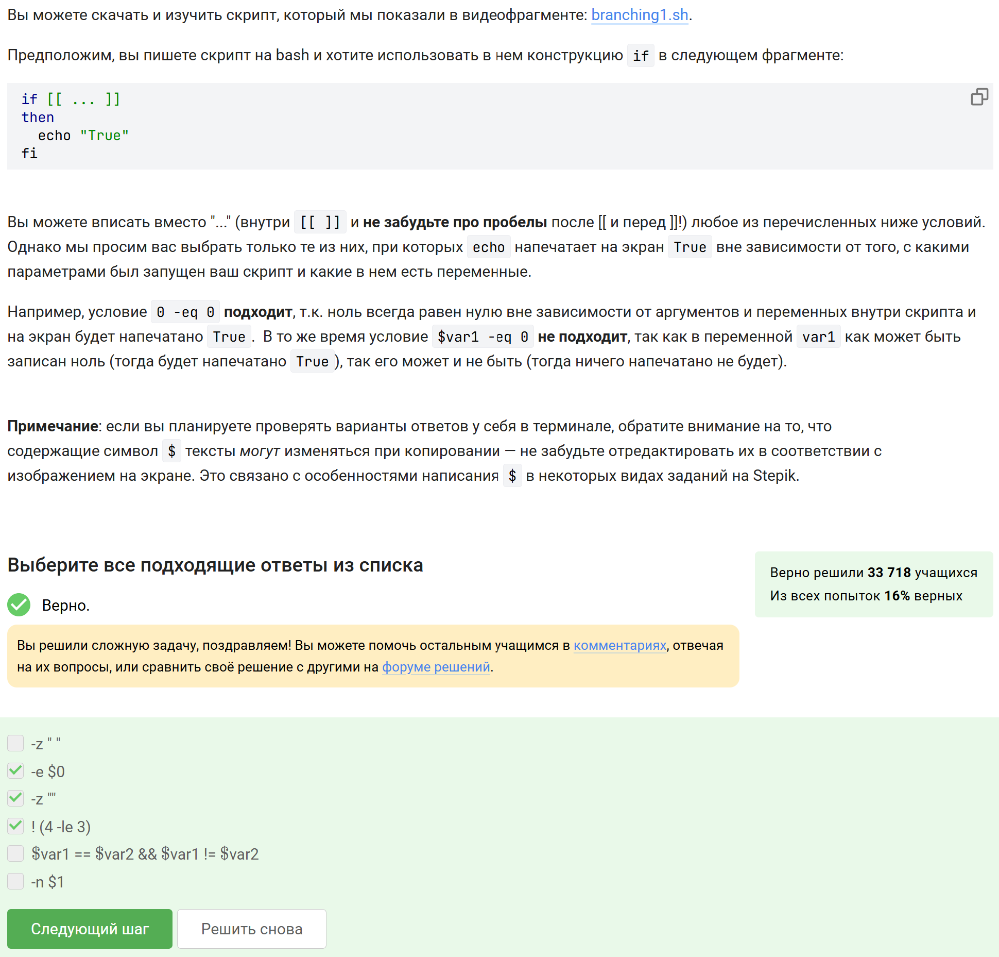 Вы можете скачать и изучить скрипт, который мы показали в видеофрагменте: branching1.sh.
Предположим, вы пишете скрипт на bash и хотите использовать в нем конструкцию if в следующем фрагменте:
if [[ ... ]]
then
  echo "True"
fi
Вы можете вписать вместо "..." (внутри [[ ]] и не забудьте про пробелы после [[ и перед ]]!) любое из перечисленных ниже условий.
Однако мы просим вас выбрать только те из них, при которых echo напечатает на экран True вне зависимости от того, с какими
параметрами был запущен ваш скрипт и какие в нем есть переменные.
Например, условие 0 -eq 0 подходит, т.к. ноль всегда равен нулю вне зависимости от аргументов и переменных внутри скрипта и
на экран будет напечатано True. В то же время условие $var1 -eq 0 не подходит, так как в переменной var1 как может быть
записан ноль (тогда будет напечатано True), так его может и не быть (тогда ничего напечатано не будет).
Примечание: если вы планируете проверять варианты ответов у себя в терминале, обратите внимание на то, что
содержащие символ $ тексты могут изменяться при копировании — не забудьте отредактировать их в соответствии с
изображением на экране. Это связано с особенностями написания $ в некоторых видах заданий на Stepik.
Выберите все подходящие ответы из списка
Верно решили 33 718 учащихся
Из всех попыток 16% верных
Верно.
Вы решили сложную задачу, поздравляем! Вы можете помочь остальным учащимся в комментариях, отвечая
на их вопросы, или сравнить своё решение с другими на форуме решений.
-z " "
-e $0
-z ""
! (4 -le 3)
$var1 == $var2 && $var1 != $var2
-n $1
Следующий шаг
Решить снова